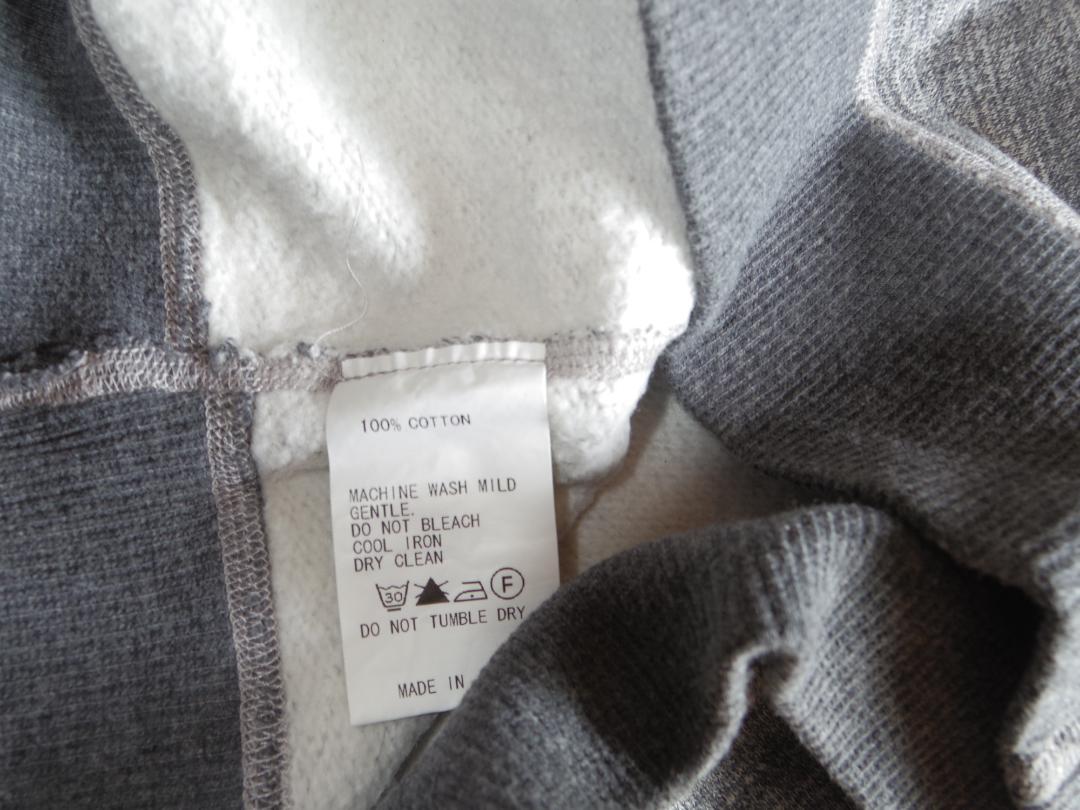 100% COTTON
MACHINE WASH MILD
GENTLE.
DO NOT BLEACH
COOL IRON
DRY CLEAN
30 F
DO NOT TUMBLE DRY
MADE IN